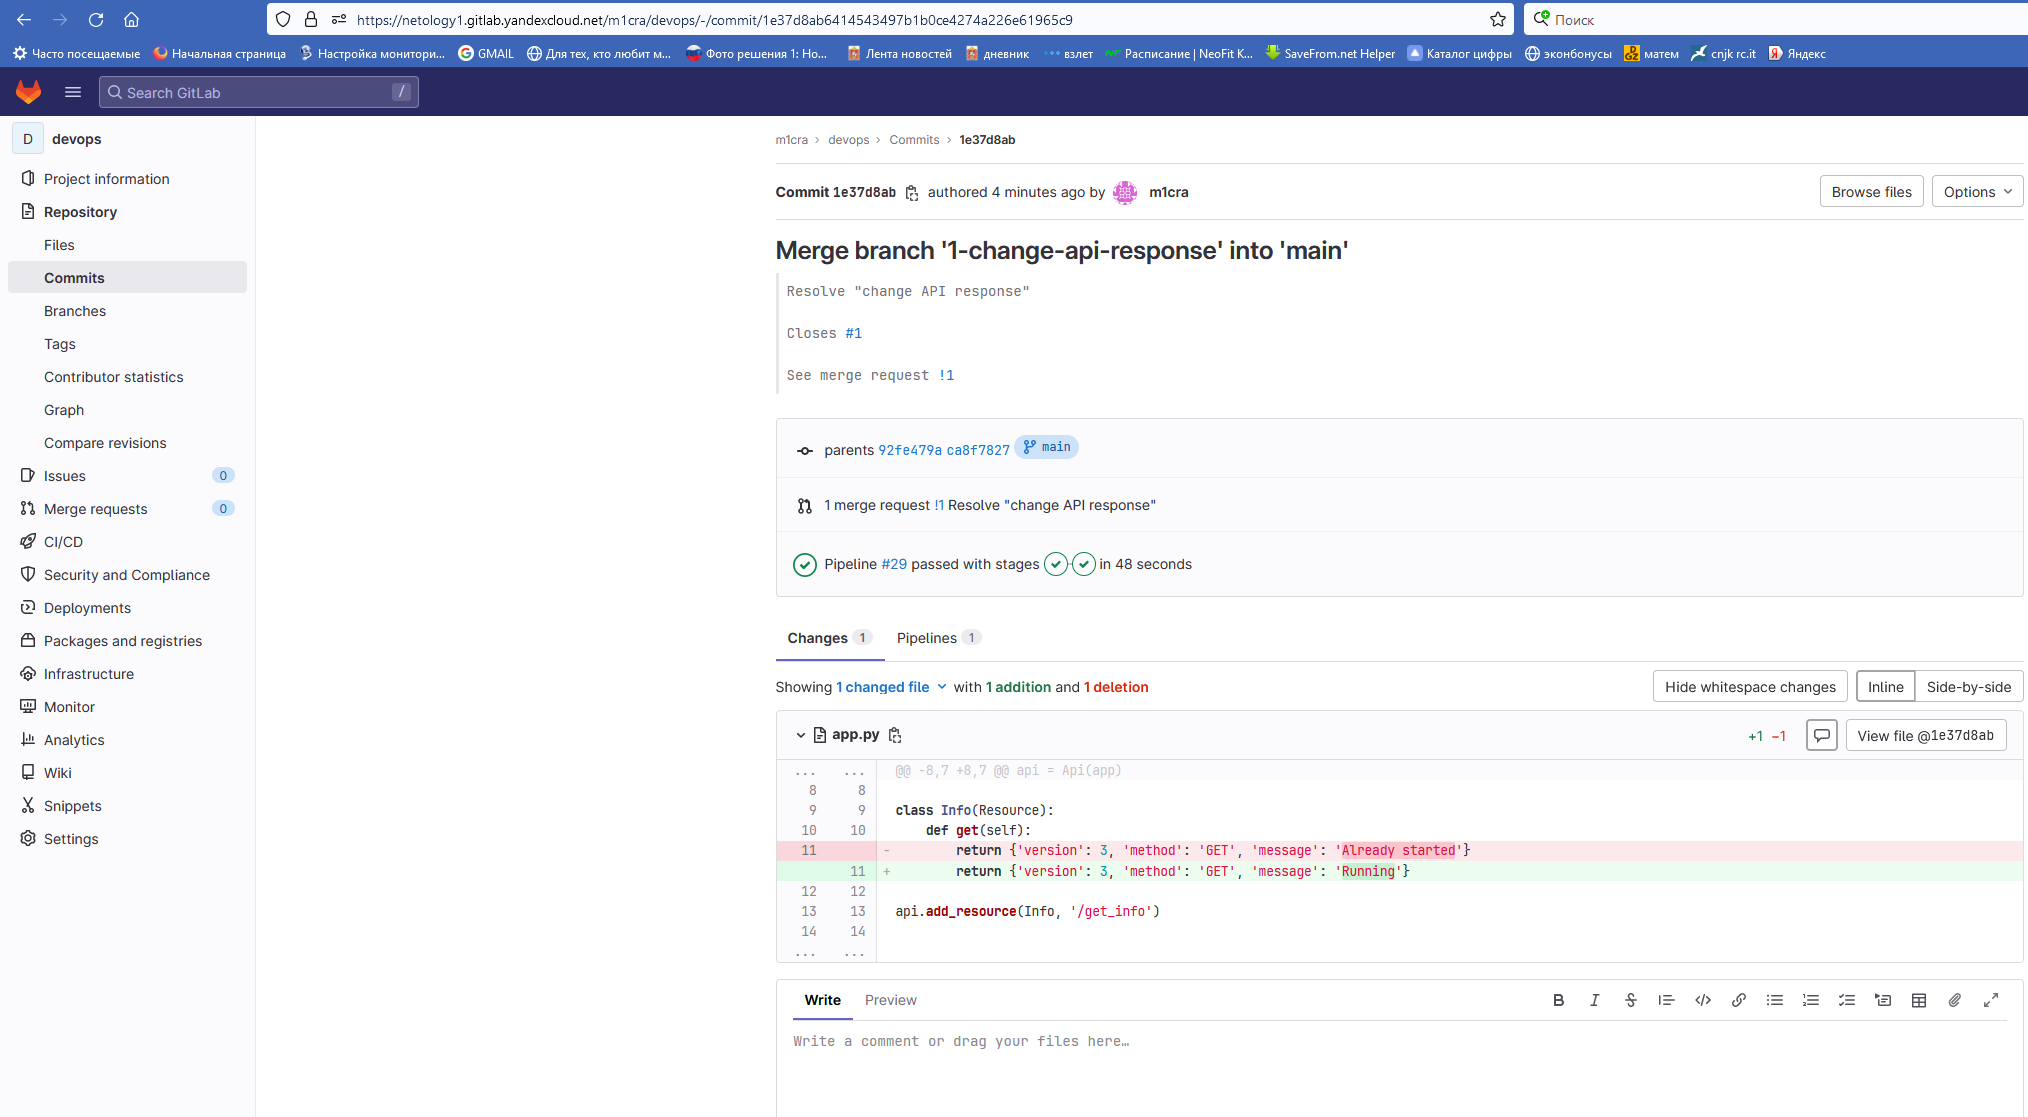 https://netology1.gitlab.yandexcloud.net/m1cra/devops/-/commit/1e37d8ab6414543497b1b0ce4274a226e61965c9
Поиск
Часто посещаемые Начальная страница Настройка монитори... GMAIL Для тех, кто любит м... Фото решения 1: Но... Лента новостей дневник взлет Расписание | NeoFit К... SaveFrom.net Helper Каталог цифры эконбонусы матем cnjk rc.it Яндекс
Search GitLab /
D devops
Project information
Repository
Files
Commits
Branches
Tags
Contributor statistics
Graph
Compare revisions
Issues 0
Merge requests 0
CI/CD
Security and Compliance
Deployments
Packages and registries
Infrastructure
Monitor
Analytics
Wiki
Snippets
Settings
m1cra › devops › Commits › 1e37d8ab
Commit 1e37d8ab authored 4 minutes ago by m1cra
Browse files Options
Merge branch '1-change-api-response' into 'main'
Resolve "change API response"
Closes #1
See merge request !1
parents 92fe479a ca8f7827 main
1 merge request !1 Resolve "change API response"
Pipeline #29 passed with stages in 48 seconds
Changes 1 Pipelines 1
Showing 1 changed file with 1 addition and 1 deletion
Hide whitespace changes Inline Side-by-side
app.py
+1 −1 View file @1e37d8ab
... ... @@ -8,7 +8,7 @@ api = Api(app)
8 8
9 9 class Info(Resource):
10 10 def get(self):
11 - return {'version': 3, 'method': 'GET', 'message': 'Already started'}
11 + return {'version': 3, 'method': 'GET', 'message': 'Running'}
12 12
13 13 api.add_resource(Info, '/get_info')
14 14
... ...
Write Preview
Write a comment or drag your files here…